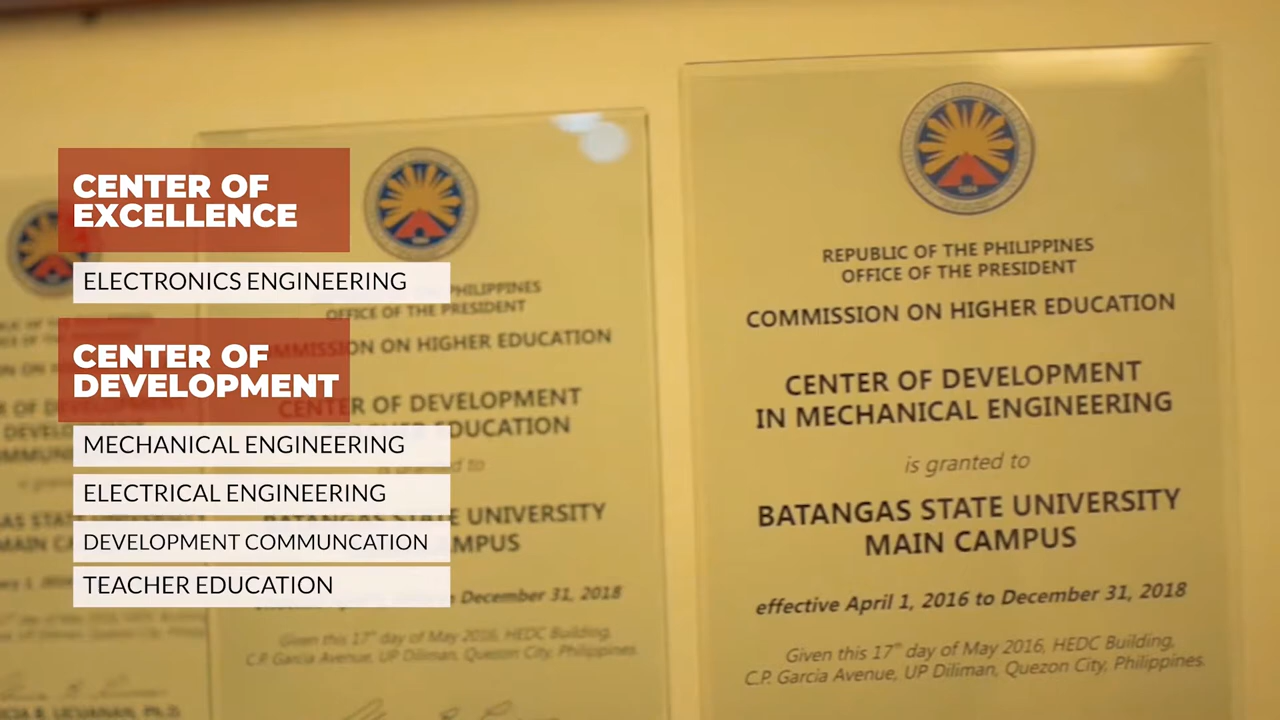 CENTER OF
EXCELLENCE
ELECTRONICS ENGINEERING
CENTER OF
DEVELOPMENT
MECHANICAL ENGINEERING
ELECTRICAL ENGINEERING
DEVELOPMENT COMMUNCATION
TEACHER EDUCATION
PHILIPPINES
OFFICE OF THE PRESIDENT
COMMISSION ON HIGHER EDUCATION
CENTER OF DEVELOPMENT
EDUCATION
is granted to
BATANGAS STATE UNIVERSITY
CAMPUS
December 31, 2018
Given this 17th day of May 2016, HEDC Building,
C.P. Garcia Avenue, UP Diliman, Quezon City, Philippines.
REPUBLIC OF THE PHILIPPINES
OFFICE OF THE PRESIDENT
COMMISSION ON HIGHER EDUCATION
CENTER OF DEVELOPMENT
IN MECHANICAL ENGINEERING
is granted to
BATANGAS STATE UNIVERSITY
MAIN CAMPUS
effective April 1, 2016 to December 31, 2018
Given this 17th day of May 2016, HEDC Building,
C.P. Garcia Avenue, UP Diliman, Quezon City, Philippines.